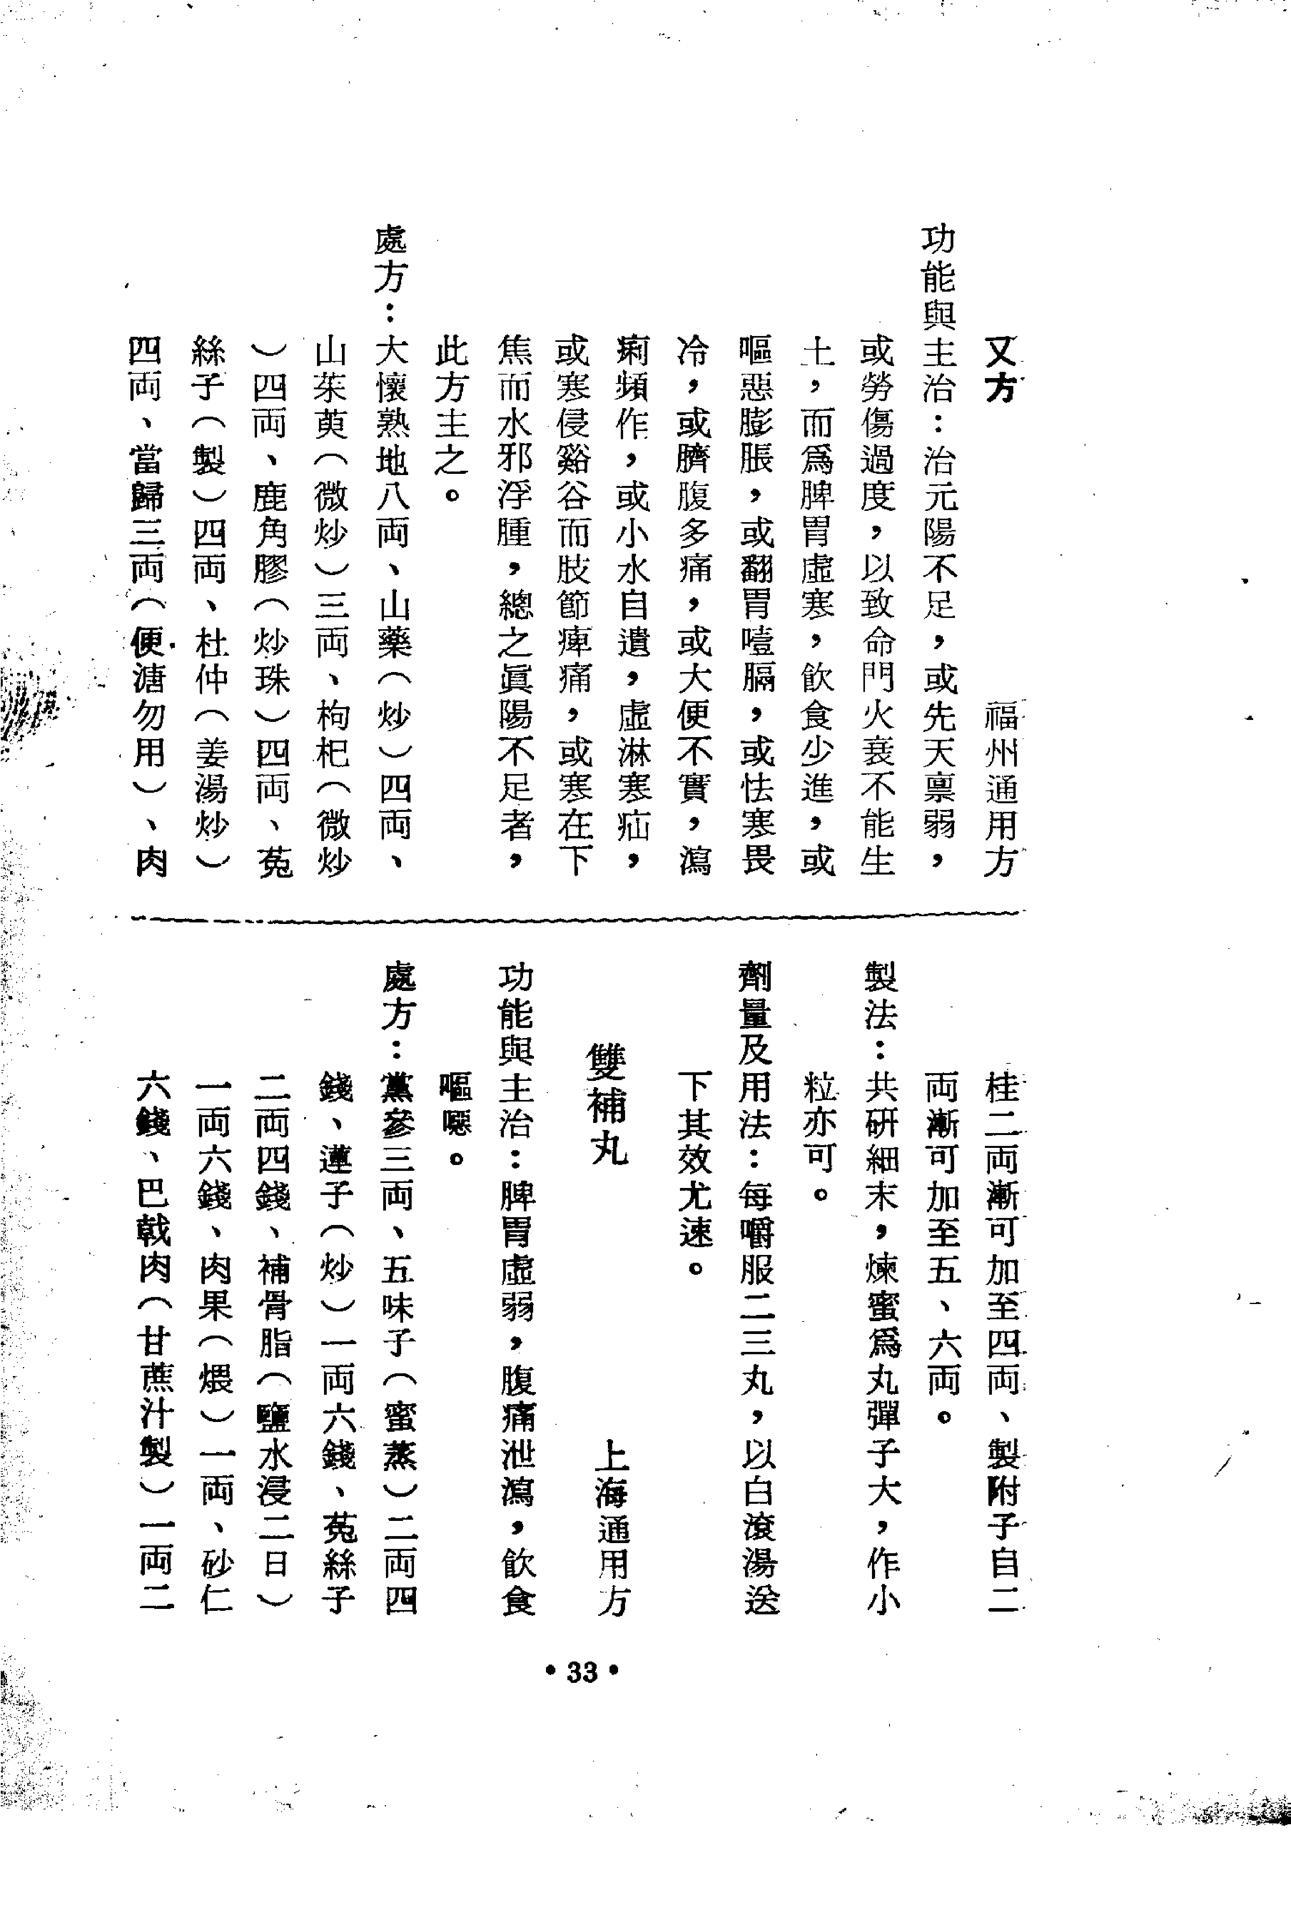 又方　福州通用方
功能與主治：治元陽不足，或先天禀弱，
或勞傷過度，以致命門火衰不能生
土，而爲脾胃虛寒，飲食少進，或
嘔惡膨脹，或翻胃噎膈，或怯寒畏
冷，或臍腹多痛，或大便不實，瀉
痢頻作，或小水自遺，虛淋寒疝，
或寒侵谿谷而肢節痺痛，或寒在下
焦而水邪浮腫，總之眞陽不足者，
此方主之。
處方：大懷熟地八両、山藥（炒）四両、
山茱萸（微炒）三両、枸杞（微炒
）四両、鹿角膠（炒珠）四両、菟
絲子（製）四両、杜仲（姜湯炒）
四両、當歸三両（便溏勿用）、肉
桂二両漸可加至四両、製附子自二
両漸可加至五、六両。
製法：共研細末，煉蜜爲丸彈子大，作小
粒亦可。
劑量及用法：每嚼服二三丸，以白滾湯送
下其效尤速。
雙補丸　上海通用方
功能與主治：脾胃虛弱，腹痛泄瀉，飲食
嘔噁。
處方：黨參三両、五味子（蜜蒸）二両四
錢、蓮子（炒）一両六錢、菟絲子
二両四錢、補骨脂（鹽水浸二日）
一両六錢、肉果（煨）一両、砂仁
六錢、巴戟肉（甘蔗汁製）一両二
• 33 •